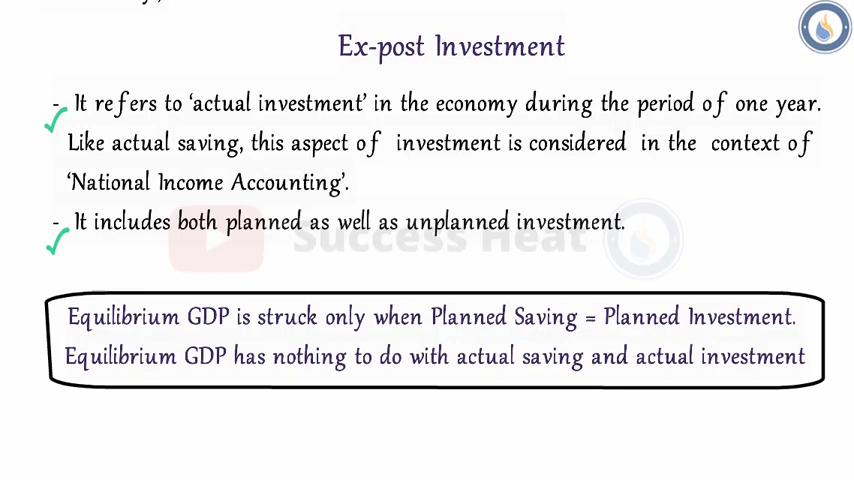 Ex-post Investment
- It refers to ‘actual investment’ in the economy during the period of one year.
Like actual saving, this aspect of investment is considered in the context of
‘National Income Accounting’.
- It includes both planned as well as unplanned investment.
Success Heat
Equilibrium GDP is struck only when Planned Saving = Planned Investment.
Equilibrium GDP has nothing to do with actual saving and actual investment